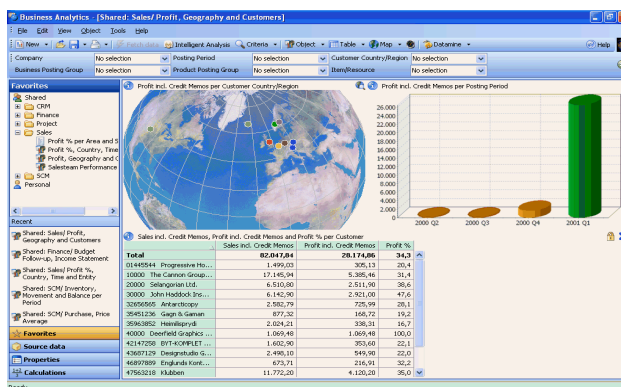 Business Analytics - [Shared: Sales/ Profit, Geography and Customers]
File Edit View Object Tools Help
New Fetch data Intelligent Analysis Criteria Object Table Map Datamine Help
Company No selection Posting Period No selection Customer Country/Region No selection
Business Posting Group No selection Product Posting Group No selection Item/Resource No selection
Favorites
Shared
CRM
Finance
Project
Sales
Profit % per Area and S
Profit %, Country, Time
Profit, Geography and C
Salesteam Performance
SCM
Personal
Recent
Shared: Sales/ Profit,
Geography and Customers
Shared: Finance/ Budget
Follow-up, Income Statement
Shared: Sales/ Profit %,
Country, Time and Entity
Shared: SCM/ Inventory,
Movement and Balance per
Period
Shared: SCM/ Purchase, Price
Average
Favorites
Source data
Properties
Calculations
Ready
Profit incl. Credit Memos per Customer Country/Region
Profit incl. Credit Memos per Posting Period
26.000
24.000
22.000
20.000
18.000
16.000
14.000
12.000
10.000
8.000
6.000
4.000
2.000
0
2000 Q2 2000 Q3 2000 Q4 2001 Q1
Sales incl. Credit Memos, Profit incl. Credit Memos and Profit % per Customer
Sales incl. Credit Memos Profit incl. Credit Memos Profit %
Total 82.047,84 28.174,86 34,3
01445544 Progressive Ho... 1.499,03 305,13 20,4
10000 The Cannon Group... 17.145,94 5.385,46 31,4
20000 Selangorian Ltd. 6.510,80 2.511,90 38,6
30000 John Haddock Ins... 6.142,90 2.921,00 47,6
32656565 Antarcticopy 2.582,79 725,99 28,1
35451236 Gagn & Gaman 877,32 168,72 19,2
35963852 Heimilisprydi 2.024,21 338,31 16,7
40000 Deerfield Graphics ... 1.069,48 1.069,48 100,0
42147258 BYT-KOMPLET ... 1.602,90 353,60 22,1
43687129 Designstudio G... 2.498,10 549,90 22,0
46897889 Englunds Kont... 673,71 216,91 32,2
47563218 Klubben 11.772,20 4.120,20 35,0